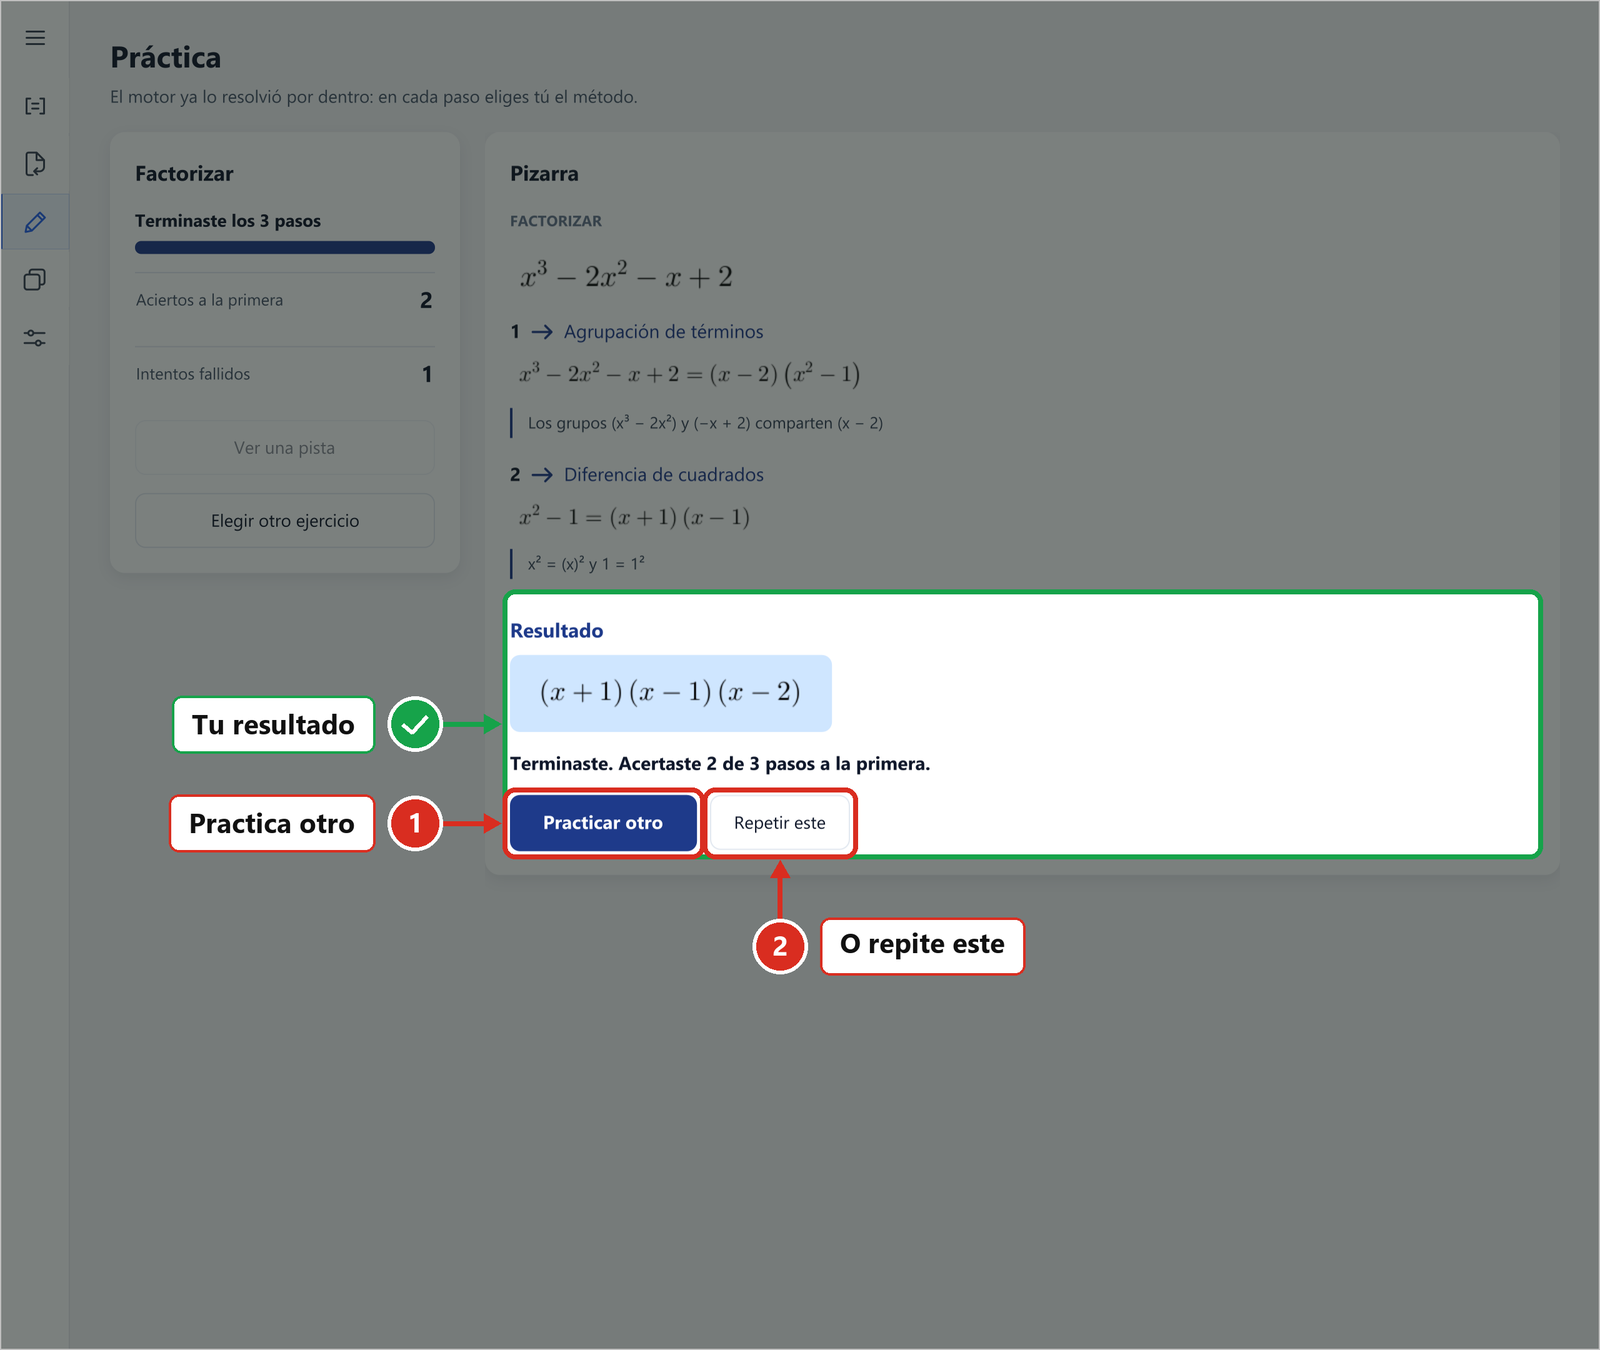 Práctica
El motor ya lo resolvió por dentro: en cada paso eliges tú el método.
Factorizar
Terminaste los 3 pasos
Aciertos a la primera 2
Intentos fallidos 1
Ver una pista
Elegir otro ejercicio
Pizarra
FACTORIZAR
x³ − 2x² − x + 2
1 → Agrupación de términos
x³ − 2x² − x + 2 = (x − 2) (x² − 1)
Los grupos (x³ − 2x²) y (−x + 2) comparten (x − 2)
2 → Diferencia de cuadrados
x² − 1 = (x + 1) (x − 1)
x² = (x)² y 1 = 1²
Resultado
(x + 1) (x − 1) (x − 2)
Tu resultado
Terminaste. Acertaste 2 de 3 pasos a la primera.
Practica otro 1
Practicar otro
Repetir este
2 O repite este